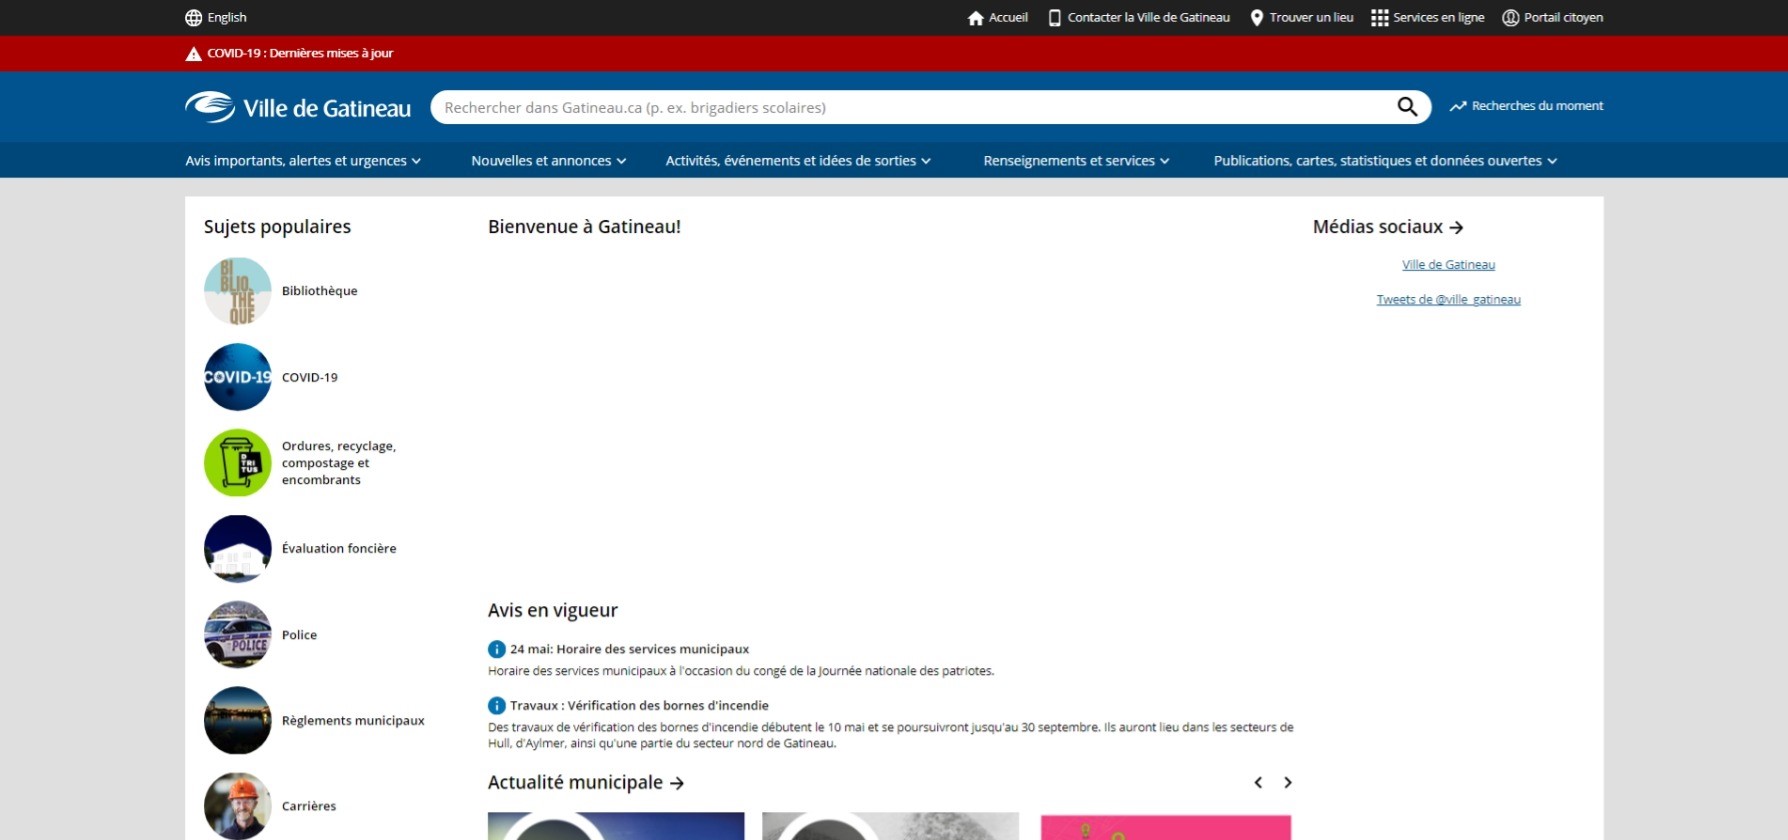 English
Accueil
Contacter la Ville de Gatineau
Trouver un lieu
Services en ligne
Portail citoyen
COVID-19 : Dernières mises à jour
Ville de Gatineau
Rechercher dans Gatineau.ca (p. ex. brigadiers scolaires)
Recherches du moment
Avis importants, alertes et urgences
Nouvelles et annonces
Activités, événements et idées de sorties
Renseignements et services
Publications, cartes, statistiques et données ouvertes
Sujets populaires
BI
BLIO
THÈ
QUE
Bibliothèque
COVID-19
COVID-19
D
TRI
TUS
Ordures, recyclage,
compostage et
encombrants
Évaluation foncière
POLICE
Police
Règlements municipaux
Carrières
Bienvenue à Gatineau!
Avis en vigueur
24 mai: Horaire des services municipaux
Horaire des services municipaux à l'occasion du congé de la Journée nationale des patriotes.
Travaux : Vérification des bornes d'incendie
Des travaux de vérification des bornes d'incendie débutent le 10 mai et se poursuivront jusqu'au 30 septembre. Ils auront lieu dans les secteurs de
Hull, d'Aylmer, ainsi qu'une partie du secteur nord de Gatineau.
Actualité municipale
Médias sociaux
Ville de Gatineau
Tweets de @ville_gatineau